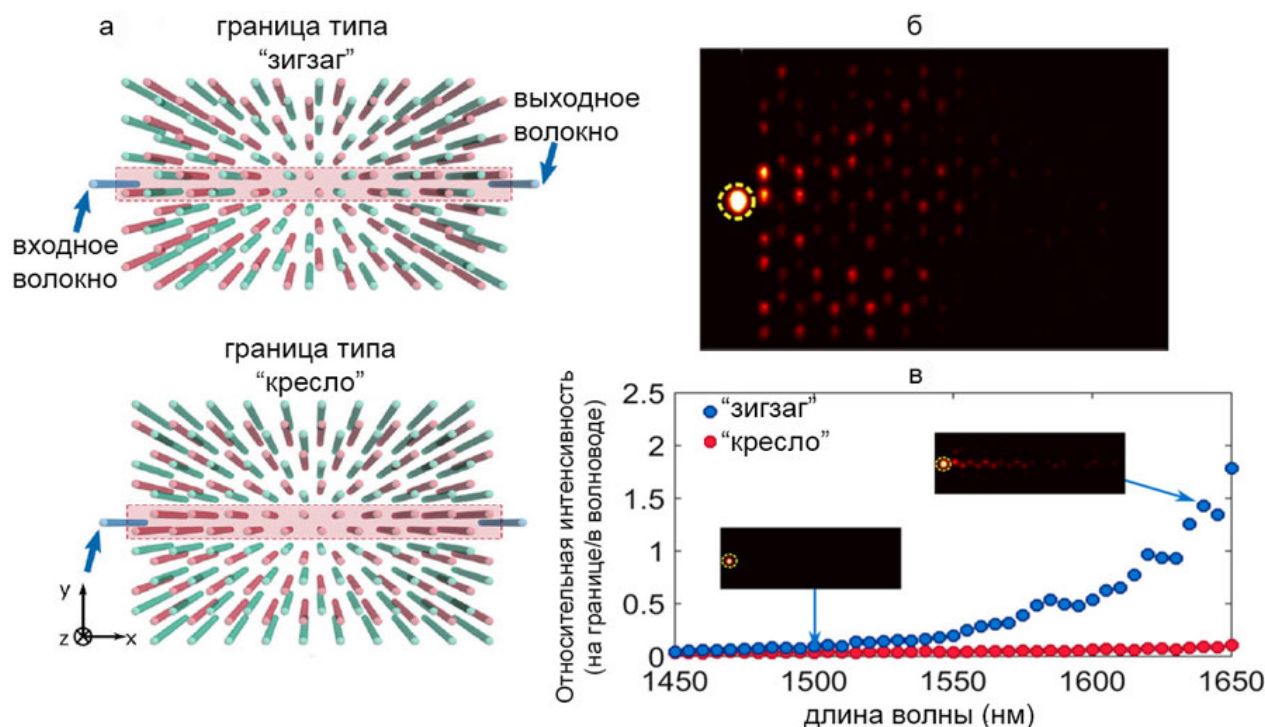 а
граница типа
“зигзаг”
выходное
волокно
входное
волокно
граница типа
“кресло”
y
z
x
б
в
Относительная интенсивность
(на границе/в волноводе)
2.5
2
1.5
1
0.5
0
“зигзаг”
“кресло”
1450
1500
1550
1600
1650
длина волны (нм)